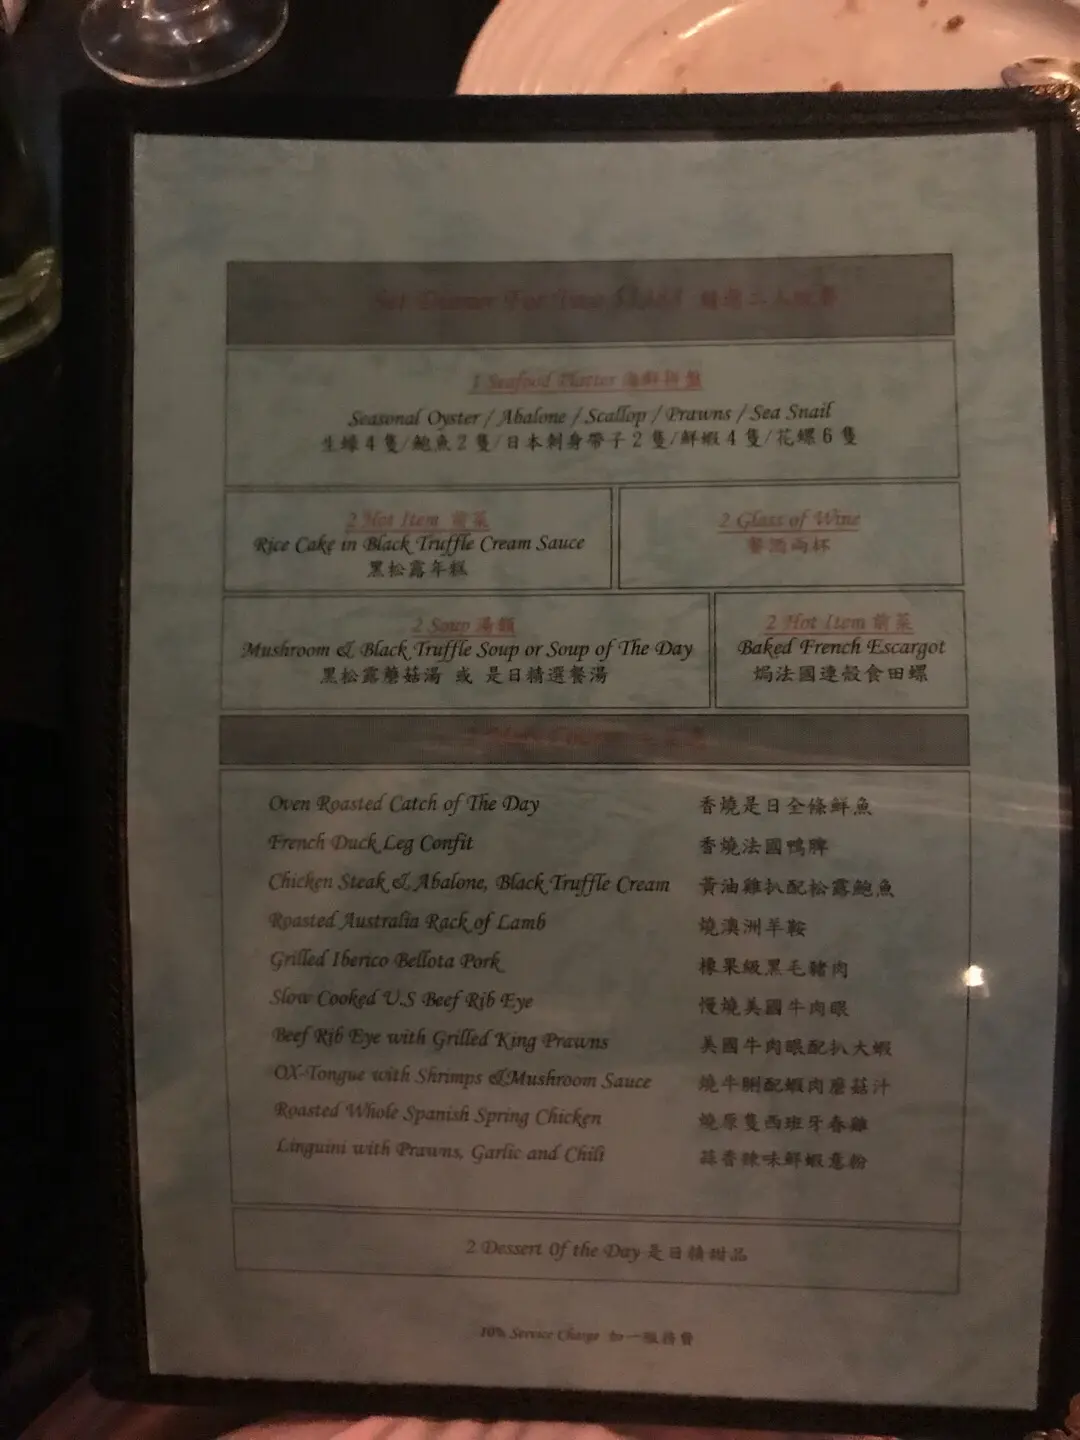 Set Dinner For Two
1 Seafood Platter 海鮮拼盤
Seasonal Oyster / Abalone / Scallop / Prawns / Sea Snail
生蠔4隻/鮑魚2隻/日本刺身帶子2隻/鮮蝦4隻/花螺6隻
2 Hot Item 前菜
Rice Cake in Black Truffle Cream Sauce
黑松露年糕
2 Glass of Wine
餐酒兩杯
2 Soup 湯類
Mushroom & Black Truffle Soup or Soup of The Day
黑松露蘑菇湯 或 是日精選餐湯
2 Hot Item 前菜
Baked French Escargot
焗法國連殼食田螺
Oven Roasted Catch of The Day 香燒是日全條鮮魚
French Duck Leg Confit 香燒法國鴨脾
Chicken Steak & Abalone, Black Truffle Cream 黃油雞扒配松露鮑魚
Roasted Australia Rack of Lamb 燒澳洲羊鞍
Grilled Iberico Bellota Pork 橡果級黑毛豬肉
Slow Cooked U.S Beef Rib Eye 慢燒美國牛肉眼
Beef Rib Eye with Grilled King Prawns 美國牛肉眼配扒大蝦
OX-Tongue with Shrimps & Mushroom Sauce 燒牛脷配蝦肉蘑菇汁
Roasted Whole Spanish Spring Chicken 燒原隻西班牙春雞
Linguini with Prawns, Garlic and Chili 蒜香辣味鮮蝦意粉
2 Dessert Of the Day 是日精甜品
10% Service Charge 加一服務費